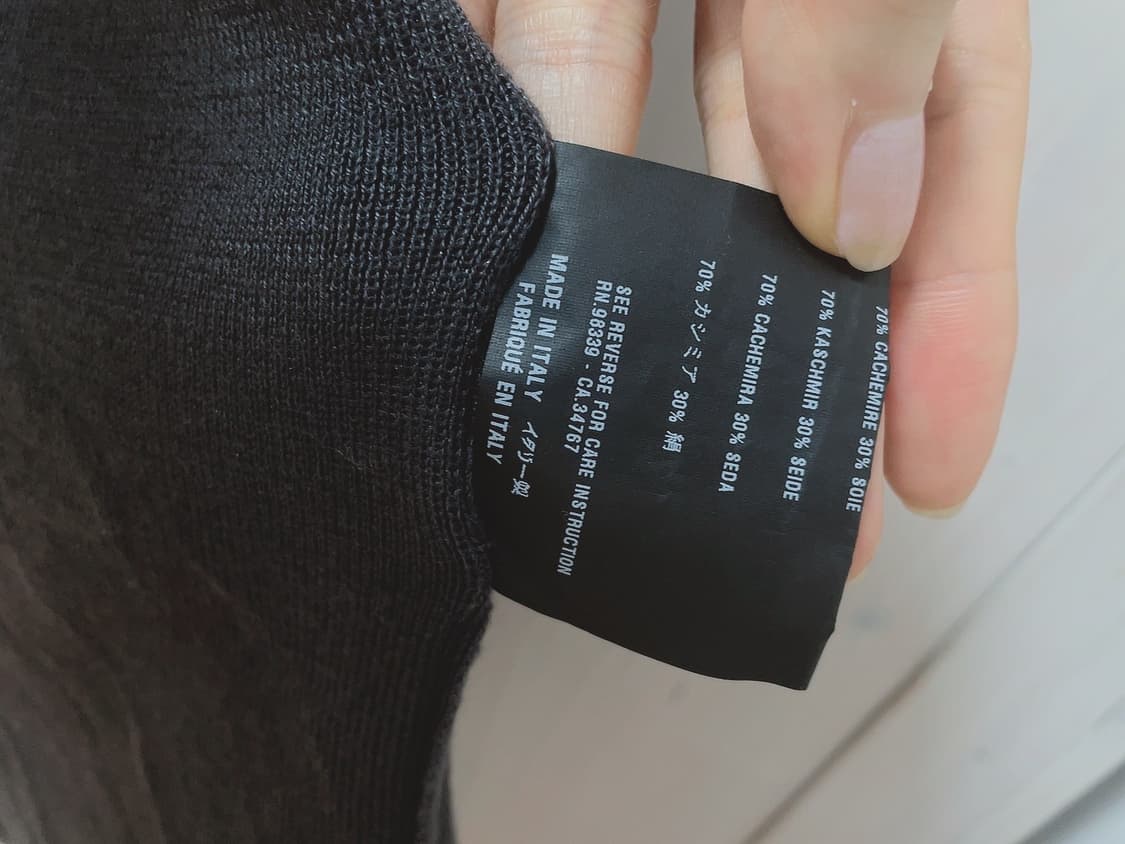 70% CACHEMIRE 30% SOIE
70% KASCHMIR 30% SEIDE
70% CACHEMIRA 30% SEDA
70% カシミア 30% 絹
SEE REVERSE FOR CARE INSTRUCTION
RN.98339 - CA.34767
MADE IN ITALY イタリー製
FABRIQUÉ EN ITALY